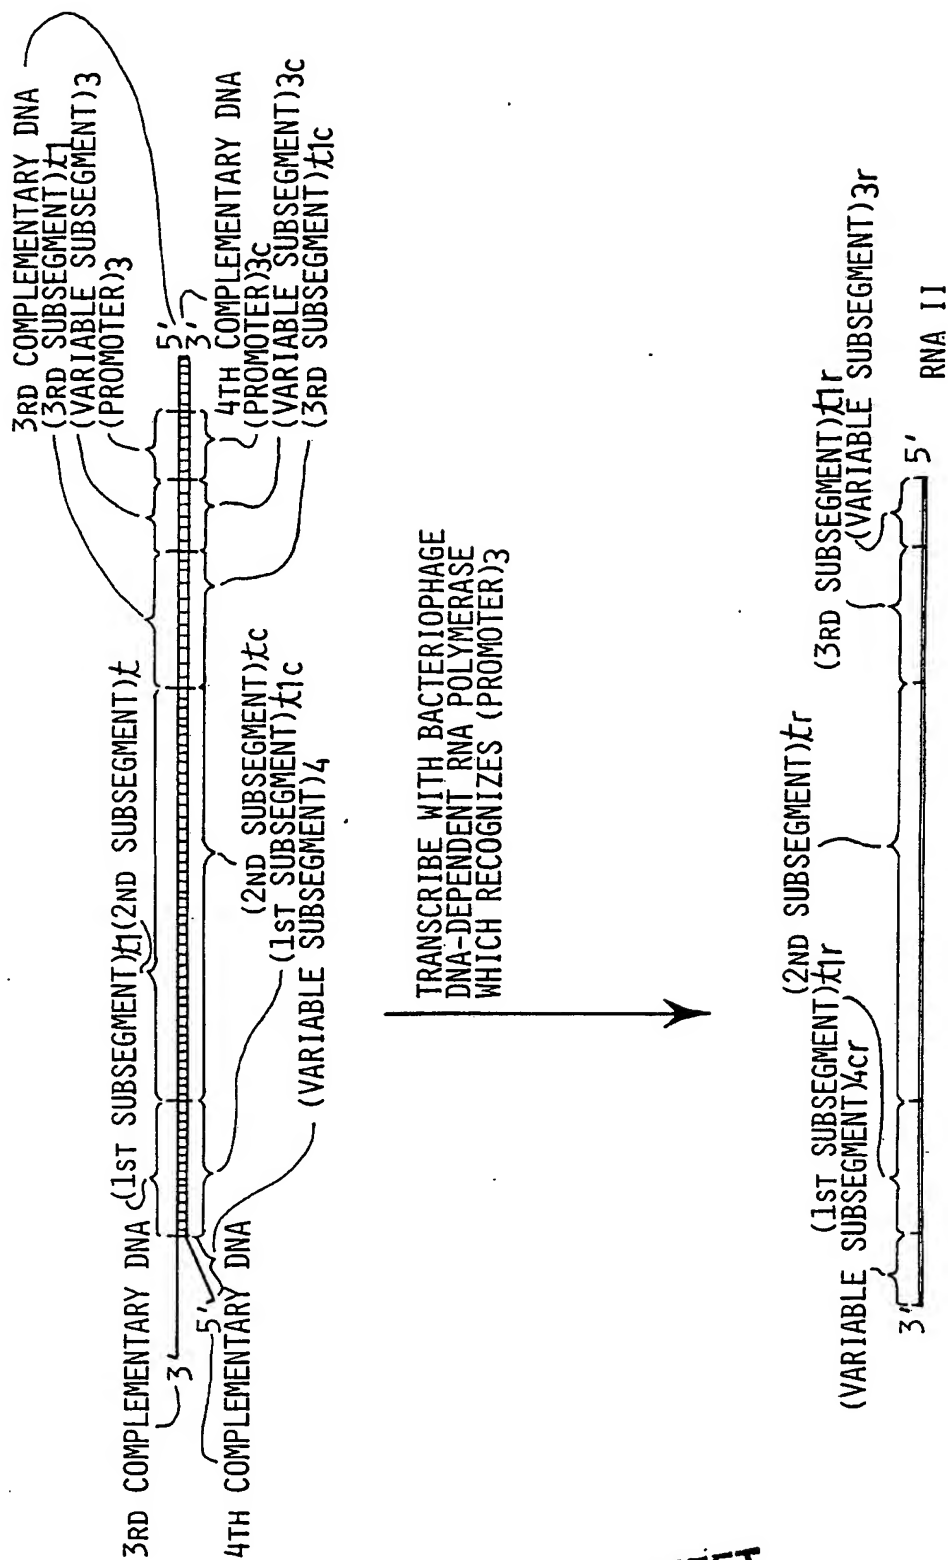 3RD COMPLEMENTARY DNA
(3RD SUBSEGMENT)t1
(VARIABLE SUBSEGMENT)3
(PROMOTER)3
5'
3'
4TH COMPLEMENTARY DNA
(PROMOTER)3c
(VARIABLE SUBSEGMENT)3c
(3RD SUBSEGMENT)t1c
3RD COMPLEMENTARY DNA
(1ST SUBSEGMENT)t1
(2ND SUBSEGMENT)t
3'
5'
4TH COMPLEMENTARY DNA
(2ND SUBSEGMENT)tc
(1ST SUBSEGMENT)t1c
(VARIABLE SUBSEGMENT)4
TRANSCRIBE WITH BACTERIOPHAGE
DNA-DEPENDENT RNA POLYMERASE
WHICH RECOGNIZES (PROMOTER)3
(2ND SUBSEGMENT)tr
(1ST SUBSEGMENT)t1r
(VARIABLE SUBSEGMENT)4cr
(3RD SUBSEGMENT)t1r
(VARIABLE SUBSEGMENT)3r
3'
5'
RNA II